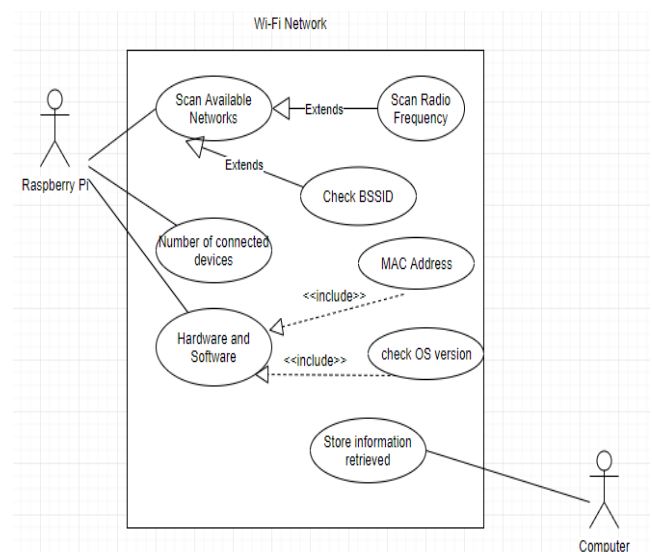 Wi-Fi Network
Scan Available
Networks
Extends
Scan Radio
Frequency
Raspberry Pi
Extends
Check BSSID
Number of connected
devices
MAC Address
<<include>>
Hardware and
Software
<<include>>
check OS version
Store information
retrieved
Computer